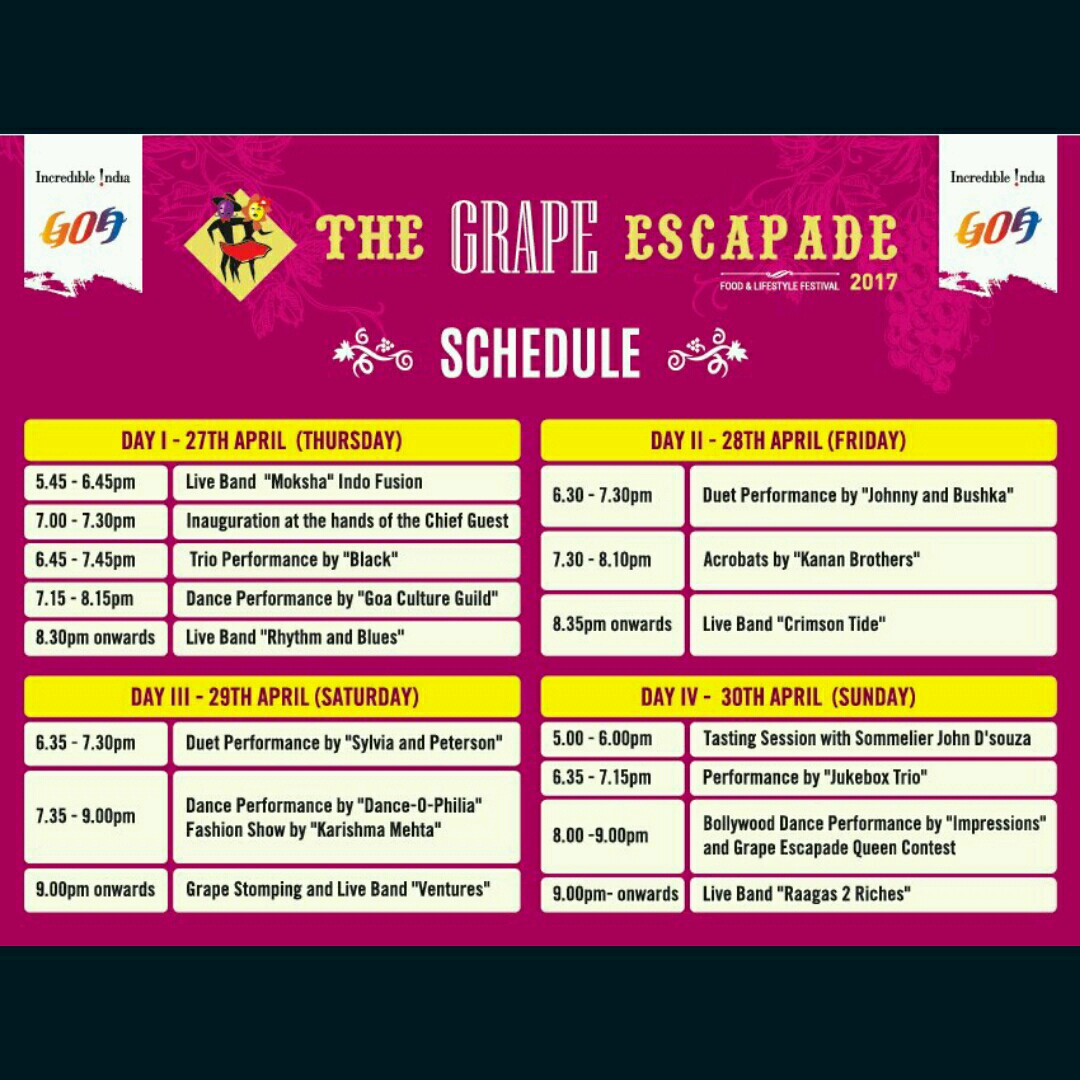 Incredible !ndıa
GOA
Incredible !ndıa
GOA
THE GRAPE ESCAPADE
FOOD & LIFESTYLE FESTIVAL 2017
SCHEDULE
DAY I - 27TH APRIL (THURSDAY)
5.45 - 6.45pm Live Band "Moksha" Indo Fusion
7.00 - 7.30pm Inauguration at the hands of the Chief Guest
6.45 - 7.45pm Trio Performance by "Black"
7.15 - 8.15pm Dance Performance by "Goa Culture Guild"
8.30pm onwards Live Band "Rhythm and Blues"
DAY II - 28TH APRIL (FRIDAY)
6.30 - 7.30pm Duet Performance by "Johnny and Bushka"
7.30 - 8.10pm Acrobats by "Kanan Brothers"
8.35pm onwards Live Band "Crimson Tide"
DAY III - 29TH APRIL (SATURDAY)
6.35 - 7.30pm Duet Performance by "Sylvia and Peterson"
7.35 - 9.00pm Dance Performance by "Dance-O-Philia"
Fashion Show by "Karishma Mehta"
9.00pm onwards Grape Stomping and Live Band "Ventures"
DAY IV - 30TH APRIL (SUNDAY)
5.00 - 6.00pm Tasting Session with Sommelier John D'souza
6.35 - 7.15pm Performance by "Jukebox Trio"
8.00 -9.00pm Bollywood Dance Performance by "Impressions"
and Grape Escapade Queen Contest
9.00pm- onwards Live Band "Raagas 2 Riches"